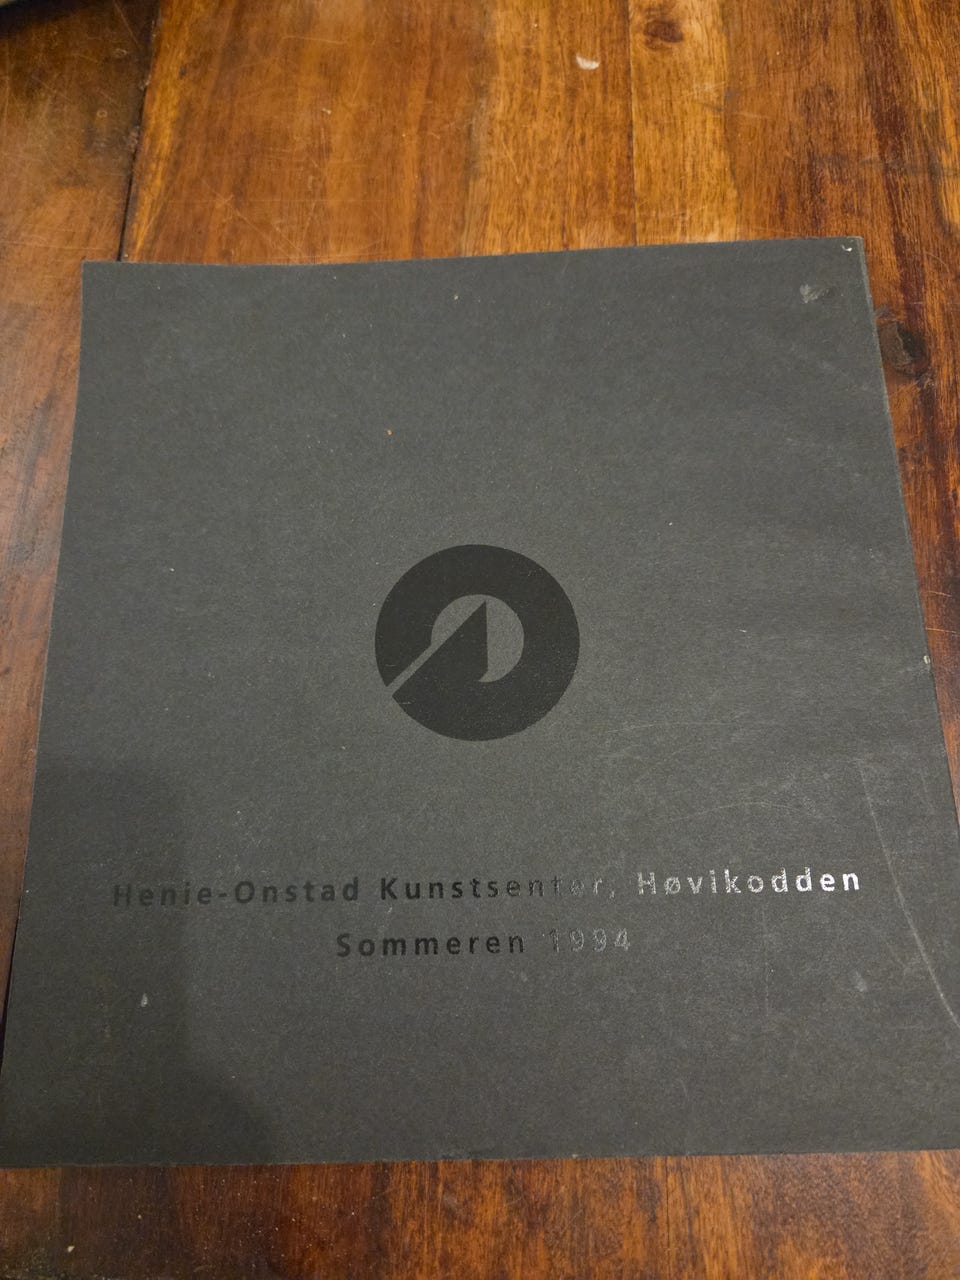 Henie-Onstad Kunstsenter, Høvikodden
Sommeren 1994